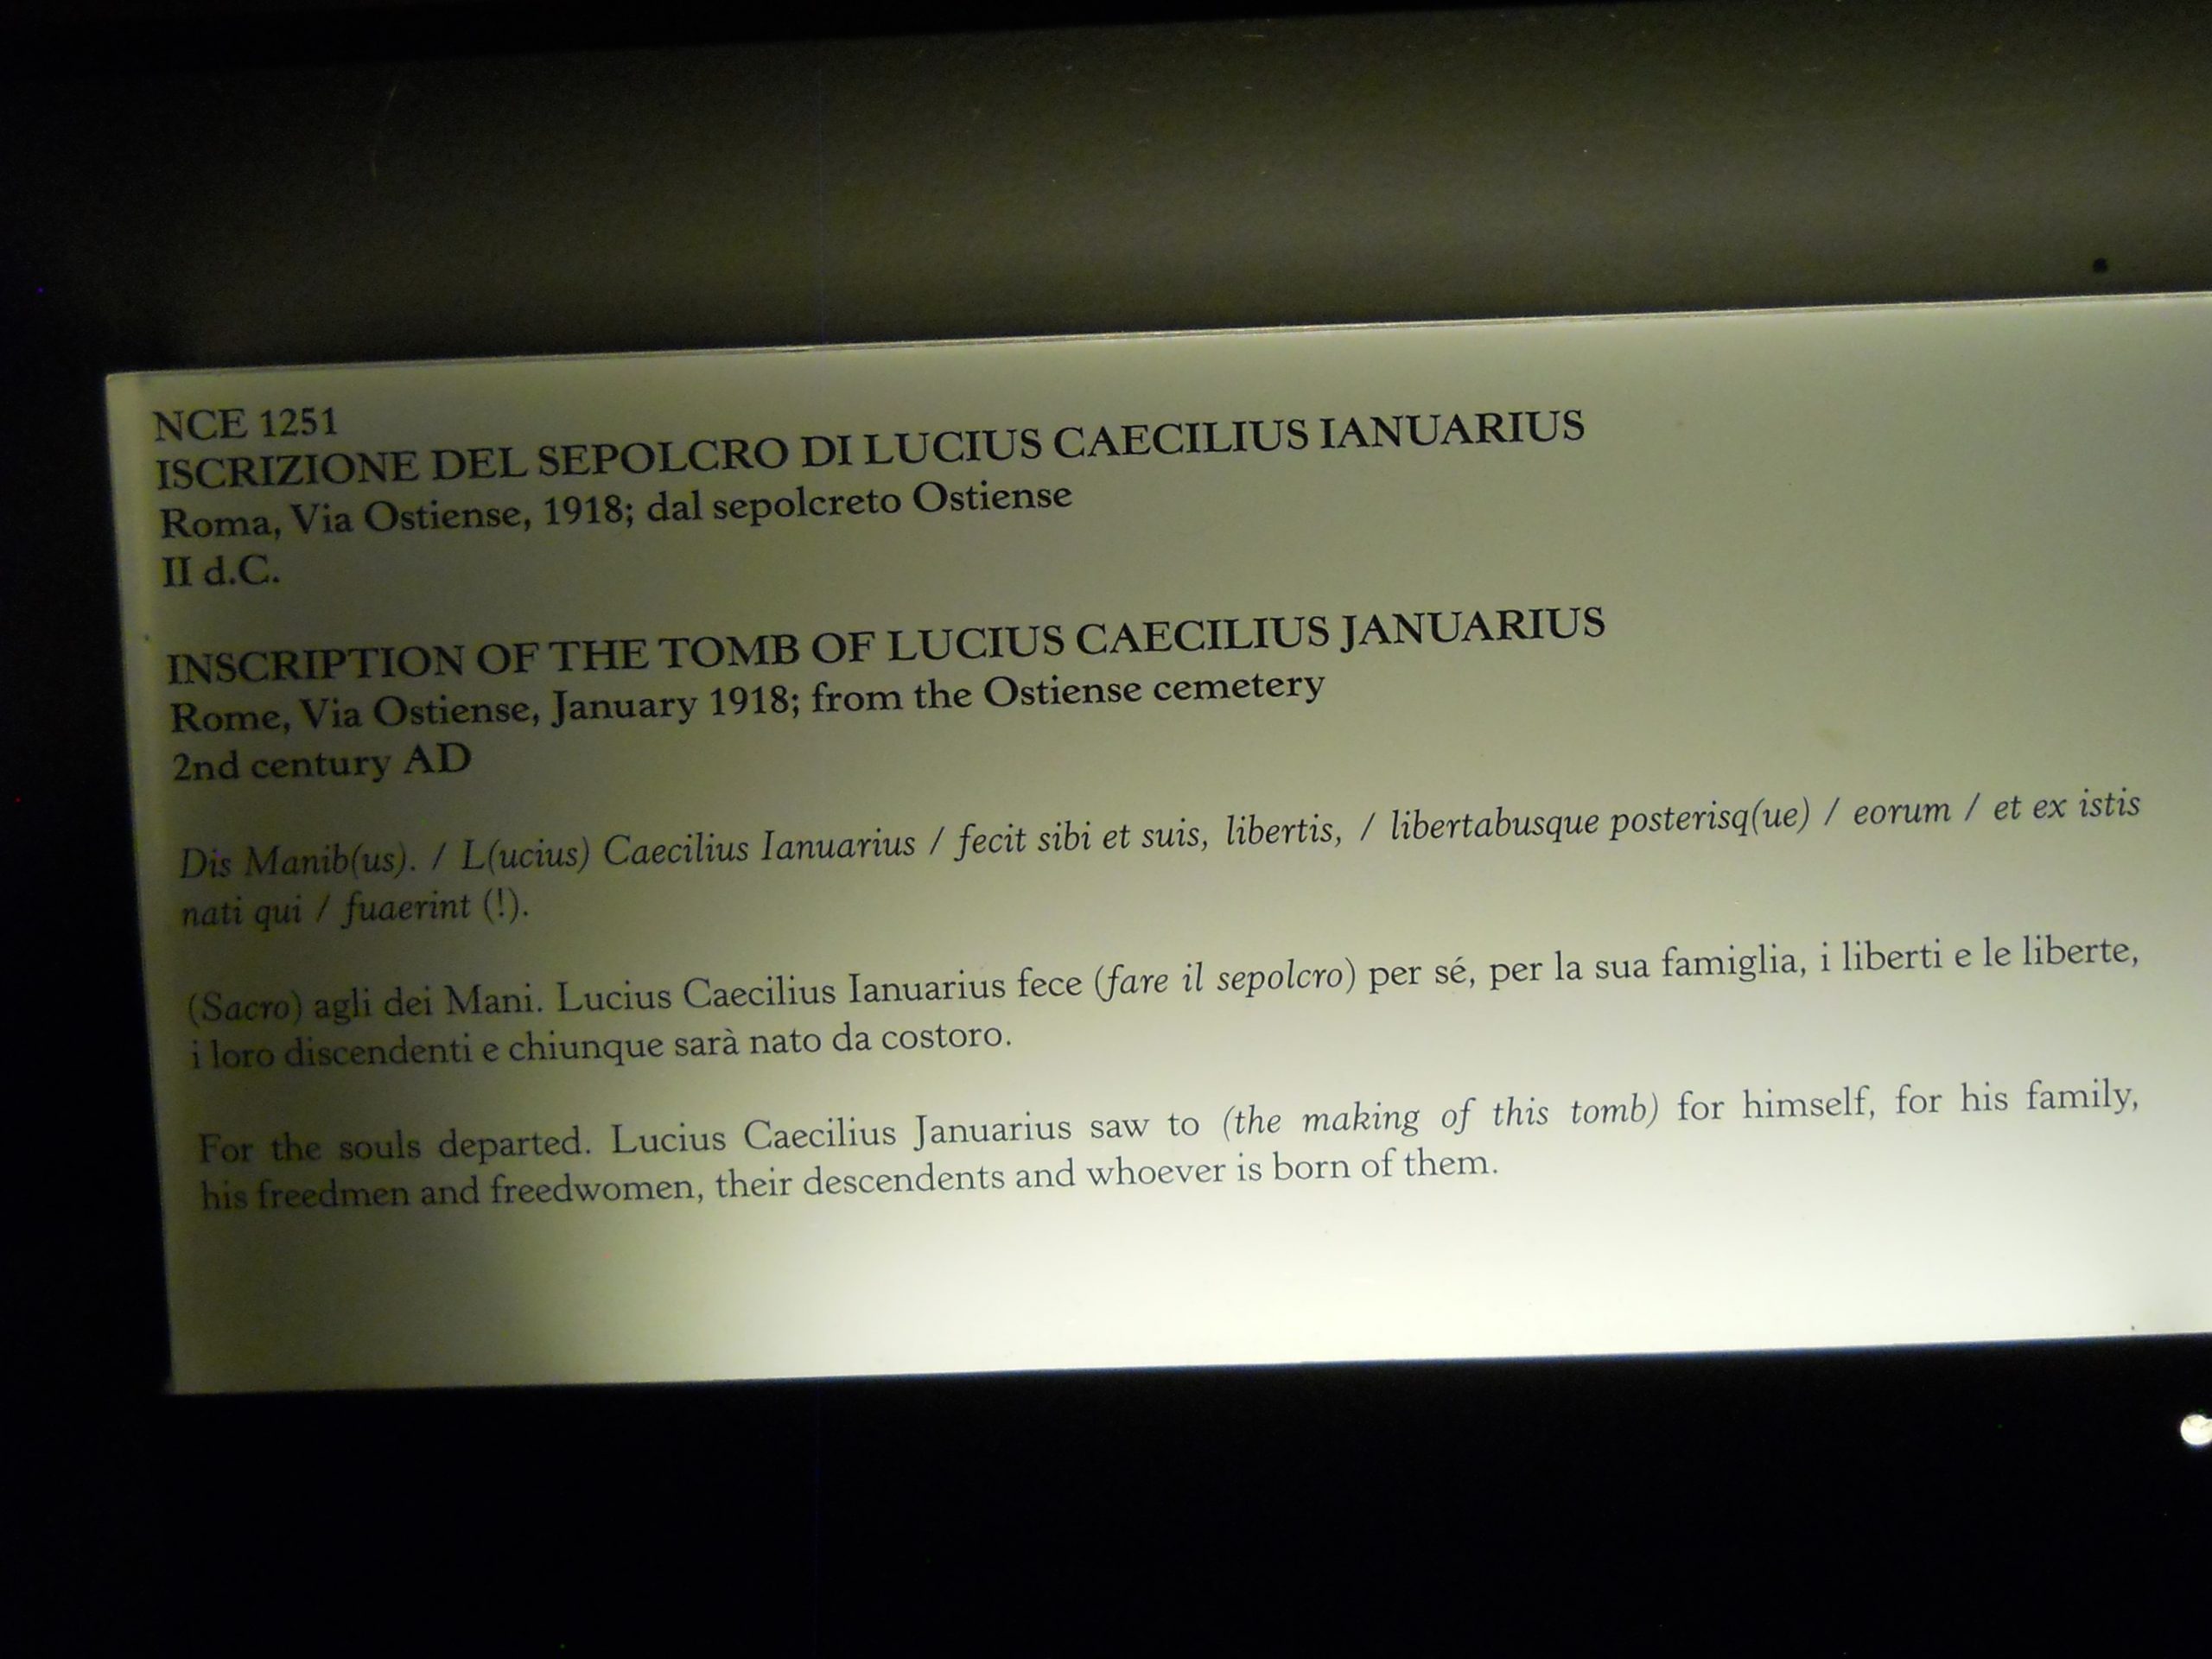 NCE 1251
ISCRIZIONE DEL SEPOLCRO DI LUCIUS CAECILIUS IANUARIUS
Roma, Via Ostiense, 1918; dal sepolcreto Ostiense
II d.C.
INSCRIPTION OF THE TOMB OF LUCIUS CAECILIUS JANUARIUS
Rome, Via Ostiense, January 1918; from the Ostiense cemetery
2nd century AD
Dis Manib(us). / L(ucius) Caecilius Ianuarius / fecit sibi et suis, libertis, / libertabusque posterisq(ue) / eorum / et ex istis
nati qui / fuaerint (!).
(Sacro) agli dei Mani. Lucius Caecilius Ianuarius fece (fare il sepolcro) per sé, per la sua famiglia, i liberti e le liberte,
i loro discendenti e chiunque sarà nato da costoro.
For the souls departed. Lucius Caecilius Januarius saw to (the making of this tomb) for himself, for his family,
his freedmen and freedwomen, their descendents and whoever is born of them.